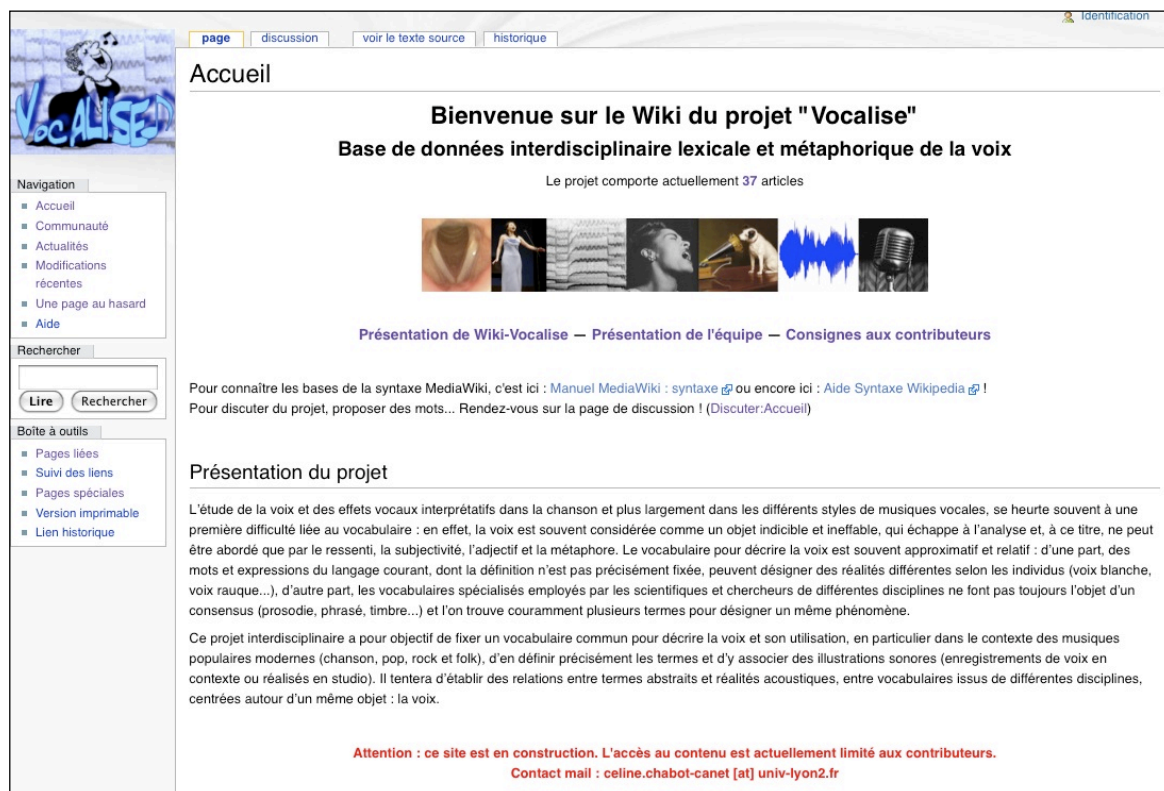 Identification
VOCALISE
page
discussion
voir le texte source
historique
Accueil
Bienvenue sur le Wiki du projet "Vocalise"
Base de données interdisciplinaire lexicale et métaphorique de la voix
Le projet comporte actuellement 37 articles
Navigation
Accueil
Communauté
Actualités
Modifications
récentes
Une page au hasard
Aide
Rechercher
Lire
Rechercher
Boîte à outils
Pages liées
Suivi des liens
Pages spéciales
Version imprimable
Lien historique
Présentation de Wiki-Vocalise — Présentation de l'équipe — Consignes aux contributeurs
Pour connaître les bases de la syntaxe MediaWiki, c'est ici : Manuel MediaWiki : syntaxe ou encore ici : Aide Syntaxe Wikipedia !
Pour discuter du projet, proposer des mots... Rendez-vous sur la page de discussion ! (Discuter:Accueil)
Présentation du projet
L'étude de la voix et des effets vocaux interprétatifs dans la chanson et plus largement dans les différents styles de musiques vocales, se heurte souvent à une
première difficulté liée au vocabulaire : en effet, la voix est souvent considérée comme un objet indicible et ineffable, qui échappe à l'analyse et, à ce titre, ne peut
être abordé que par le ressenti, la subjectivité, l'adjectif et la métaphore. Le vocabulaire pour décrire la voix est souvent approximatif et relatif : d'une part, des
mots et expressions du langage courant, dont la définition n'est pas précisément fixée, peuvent désigner des réalités différentes selon les individus (voix blanche,
voix rauque...), d'autre part, les vocabulaires spécialisés employés par les scientifiques et chercheurs de différentes disciplines ne font pas toujours l'objet d'un
consensus (prosodie, phrasé, timbre...) et l'on trouve couramment plusieurs termes pour désigner un même phénomène.
Ce projet interdisciplinaire a pour objectif de fixer un vocabulaire commun pour décrire la voix et son utilisation, en particulier dans le contexte des musiques
populaires modernes (chanson, pop, rock et folk), d'en définir précisément les termes et d'y associer des illustrations sonores (enregistrements de voix en
contexte ou réalisés en studio). Il tentera d'établir des relations entre termes abstraits et réalités acoustiques, entre vocabulaires issus de différentes disciplines,
centrées autour d'un même objet : la voix.
Attention : ce site est en construction. L'accès au contenu est actuellement limité aux contributeurs.
Contact mail : celine.chabot-canet [at] univ-lyon2.fr